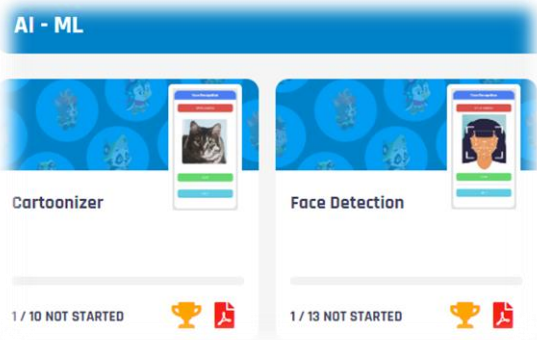 AI - ML
Cartoonizer
Face Detection
1 / 10 NOT STARTED
1 / 13 NOT STARTED